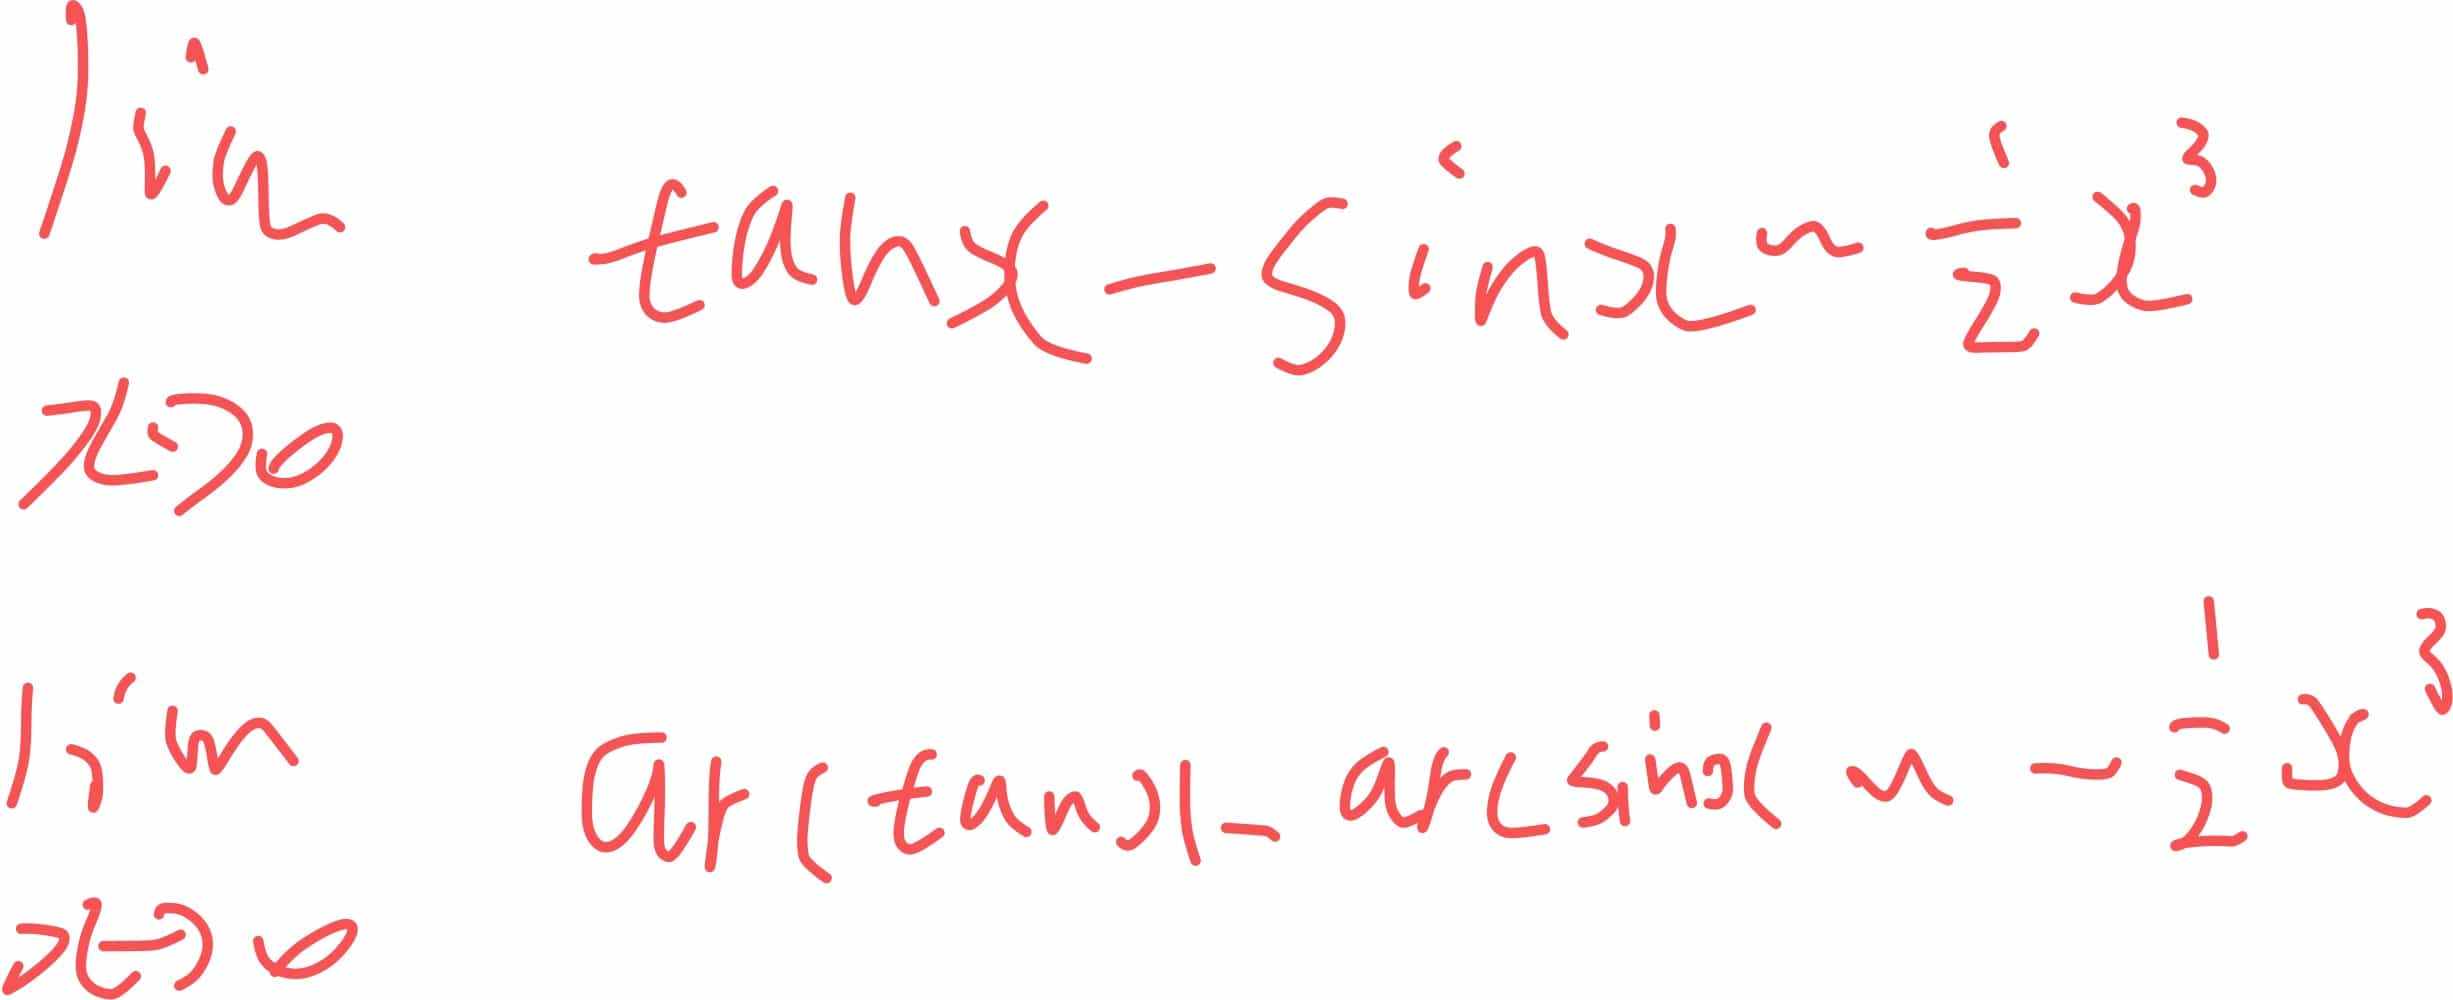 lim tanx - sinx ~ 1/2 x³
x->0
lim arctanx - arcsinx ~ - 1/2 x³
x->0